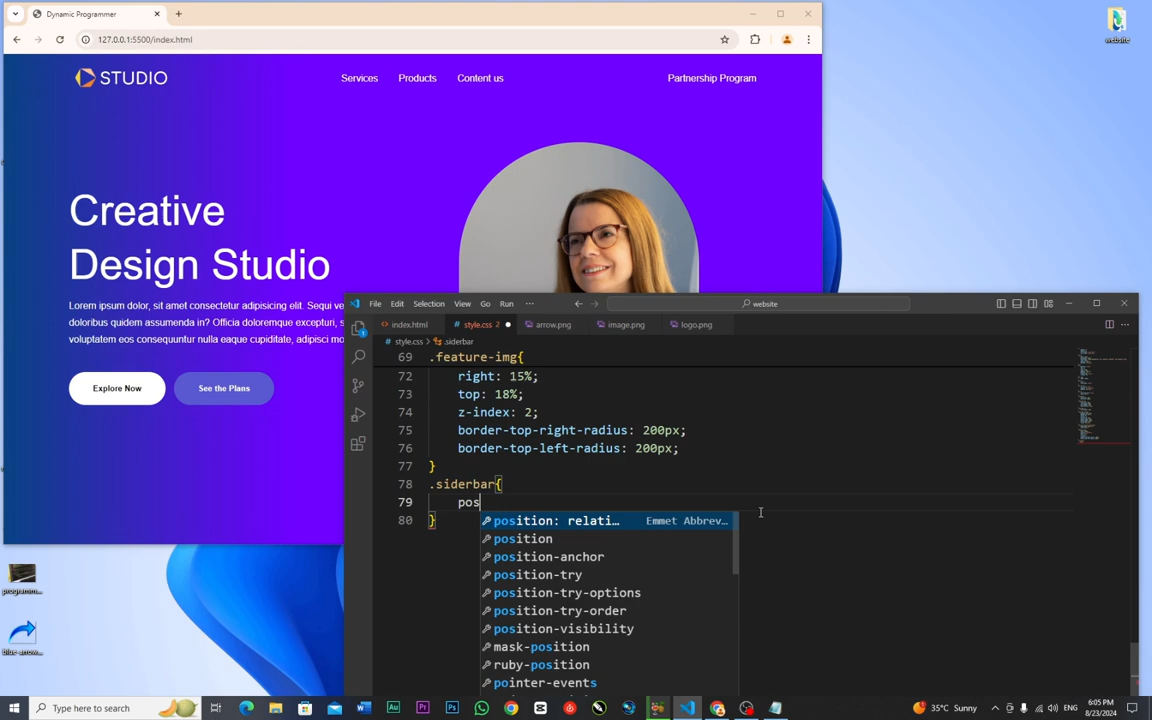 Dynamic Programmer
127.0.0.1:5500/index.html
website
STUDIO
Services
Products
Content us
Partnership Program
Creative
Design Studio
Lorem ipsum dolor, sit amet consectetur adipisicing elit. Sequi ve
doloribus quidem assumenda in? Officia doloremque excepturi, s
voluptatem eos consequuntur nulla eaque cupiditate, adipisci mo
Explore Now
See the Plans
File Edit Selection View Go Run ···
website
index.html
style.css 2
arrow.png
image.png
logo.png
style.css > .siderbar
69 .feature-img{
72 right: 15%;
73 top: 18%;
74 z-index: 2;
75 border-top-right-radius: 200px;
76 border-top-left-radius: 200px;
77 }
78 .siderbar{
79 pos
80 }
position: relati… Emmet Abbrev…
position
position-anchor
position-try
position-try-options
position-try-order
position-visibility
mask-position
ruby-position
pointer-events
programm...
blue-arrow...
Type here to search
35°C Sunny
ENG
6:05 PM
8/23/2024